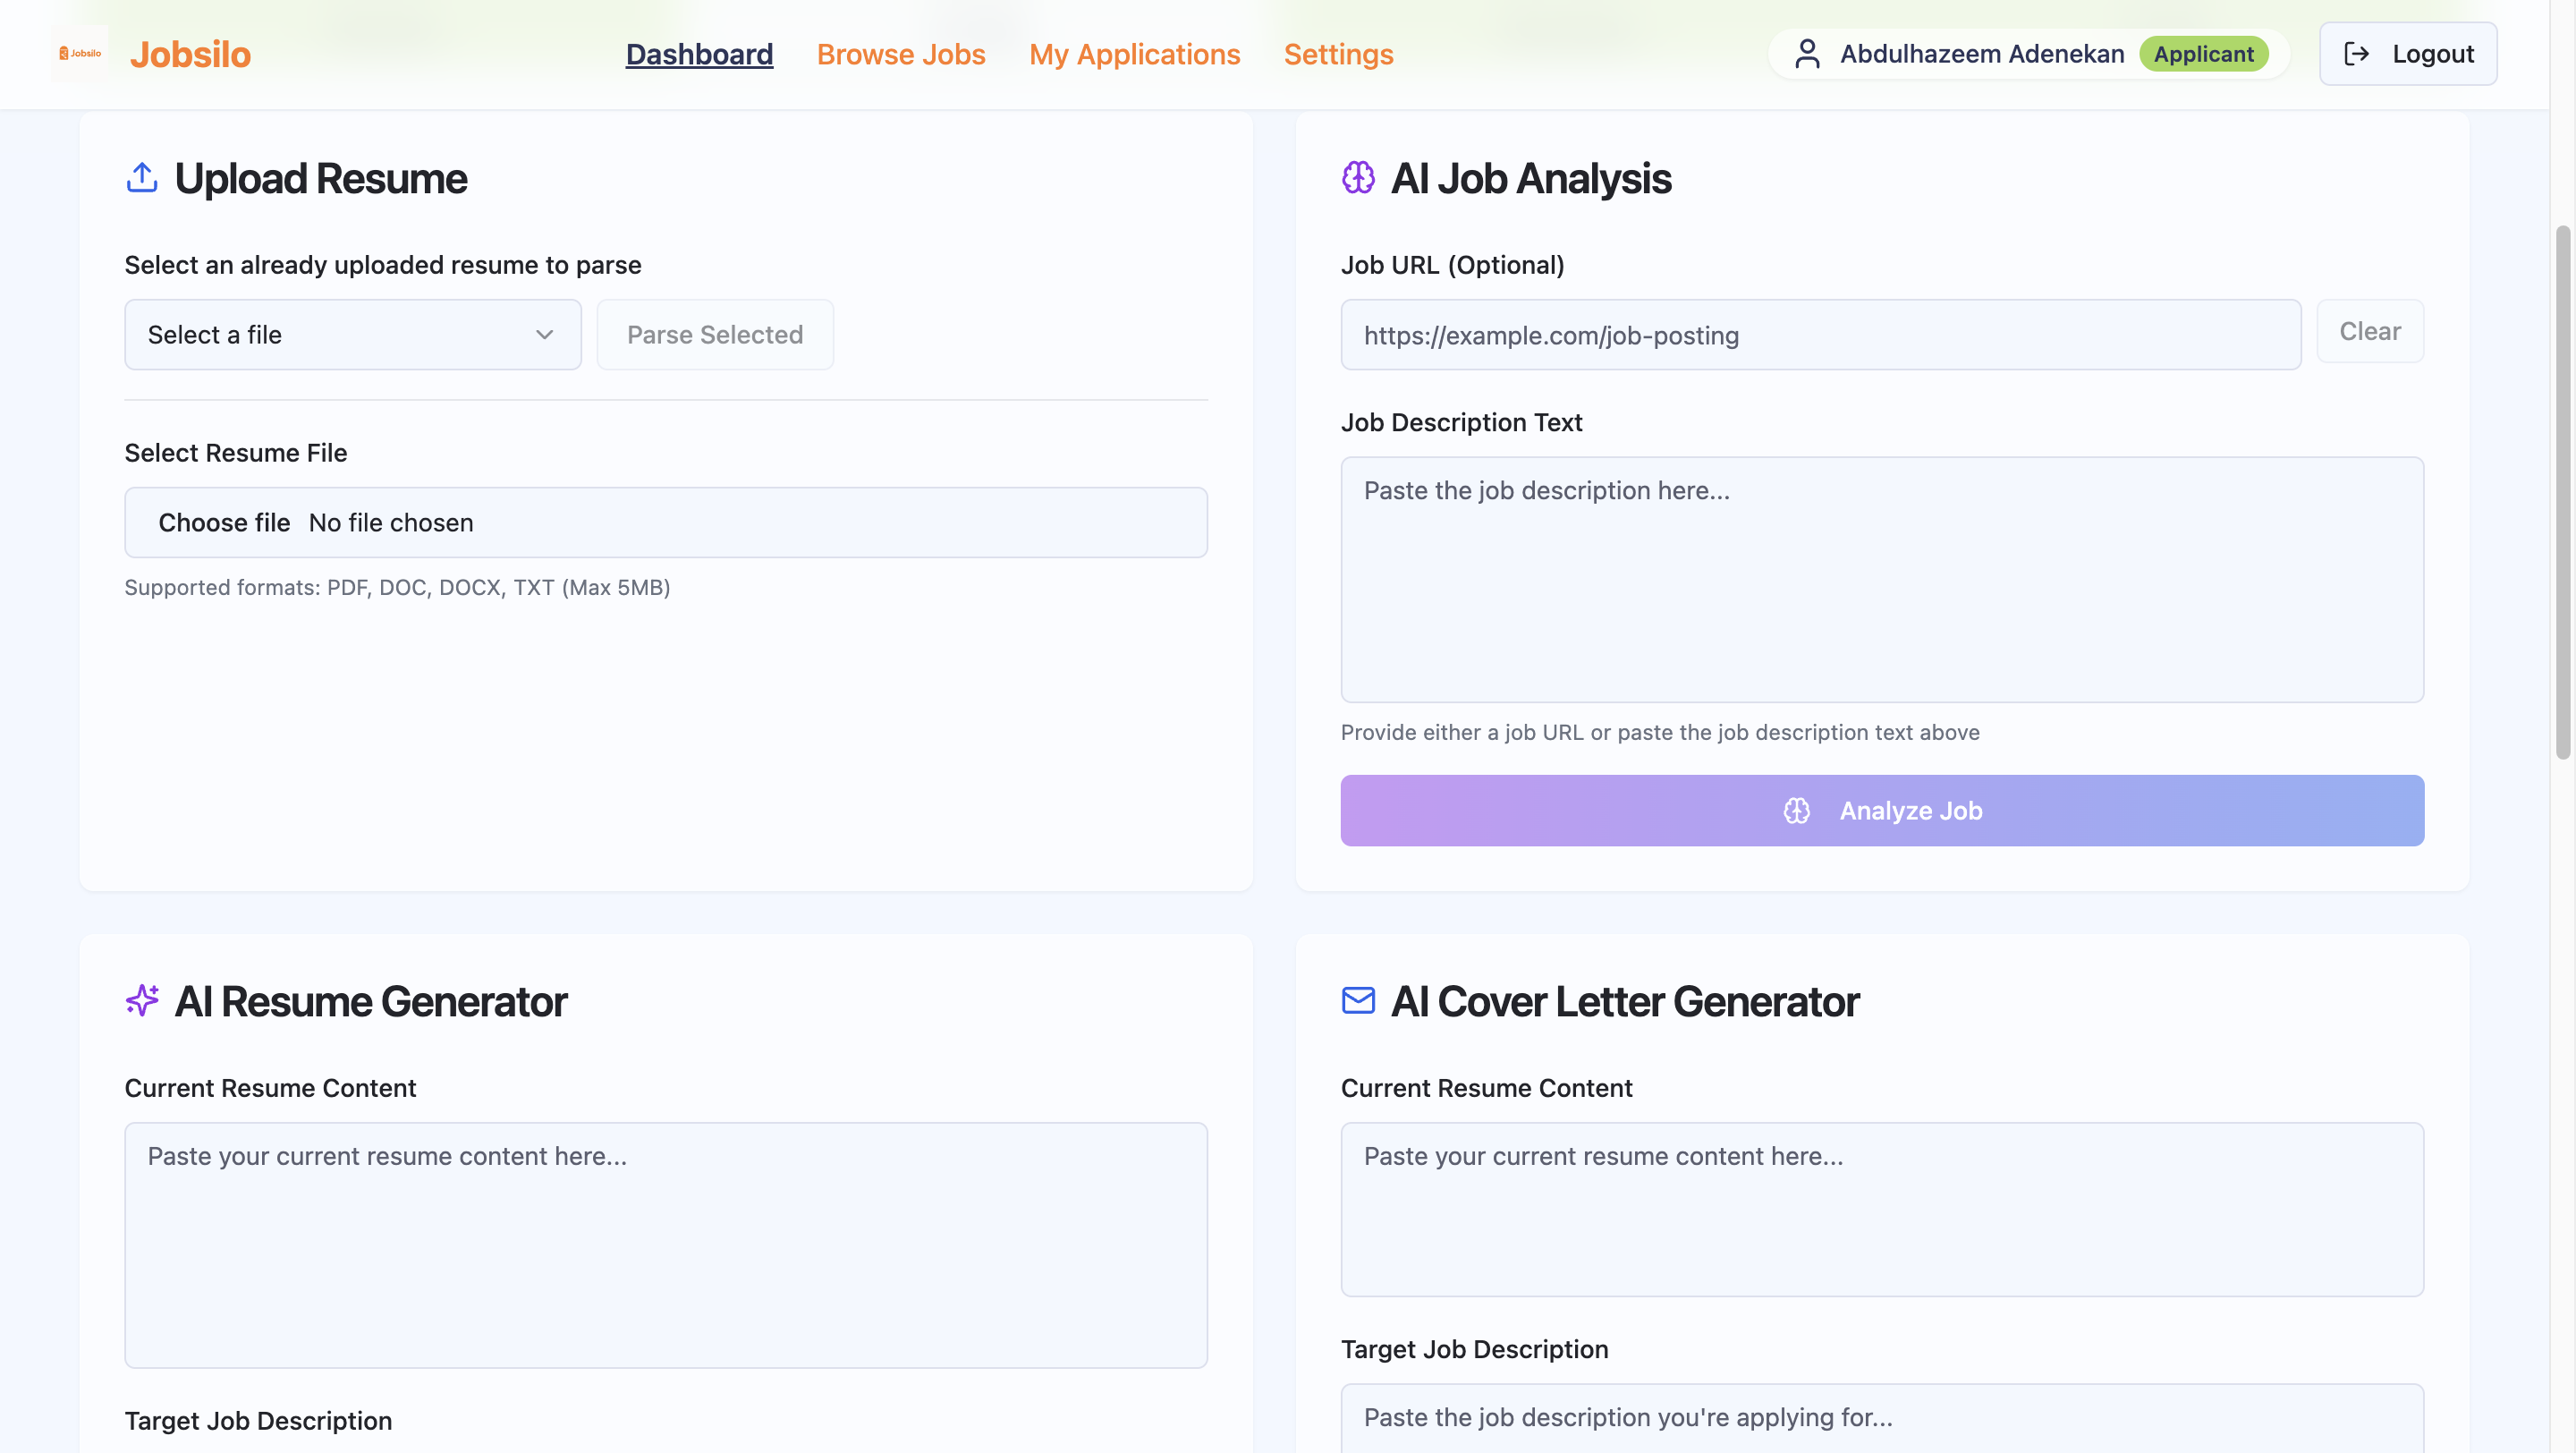 Jobsilo
Jobsilo
Dashboard
Browse Jobs
My Applications
Settings
Abdulhazeem Adenekan
Applicant
Logout
Upload Resume
Select an already uploaded resume to parse
Select a file
Parse Selected
Select Resume File
Choose file No file chosen
Supported formats: PDF, DOC, DOCX, TXT (Max 5MB)
AI Job Analysis
Job URL (Optional)
https://example.com/job-posting
Clear
Job Description Text
Paste the job description here...
Provide either a job URL or paste the job description text above
Analyze Job
AI Resume Generator
Current Resume Content
Paste your current resume content here...
Target Job Description
AI Cover Letter Generator
Current Resume Content
Paste your current resume content here...
Target Job Description
Paste the job description you're applying for...